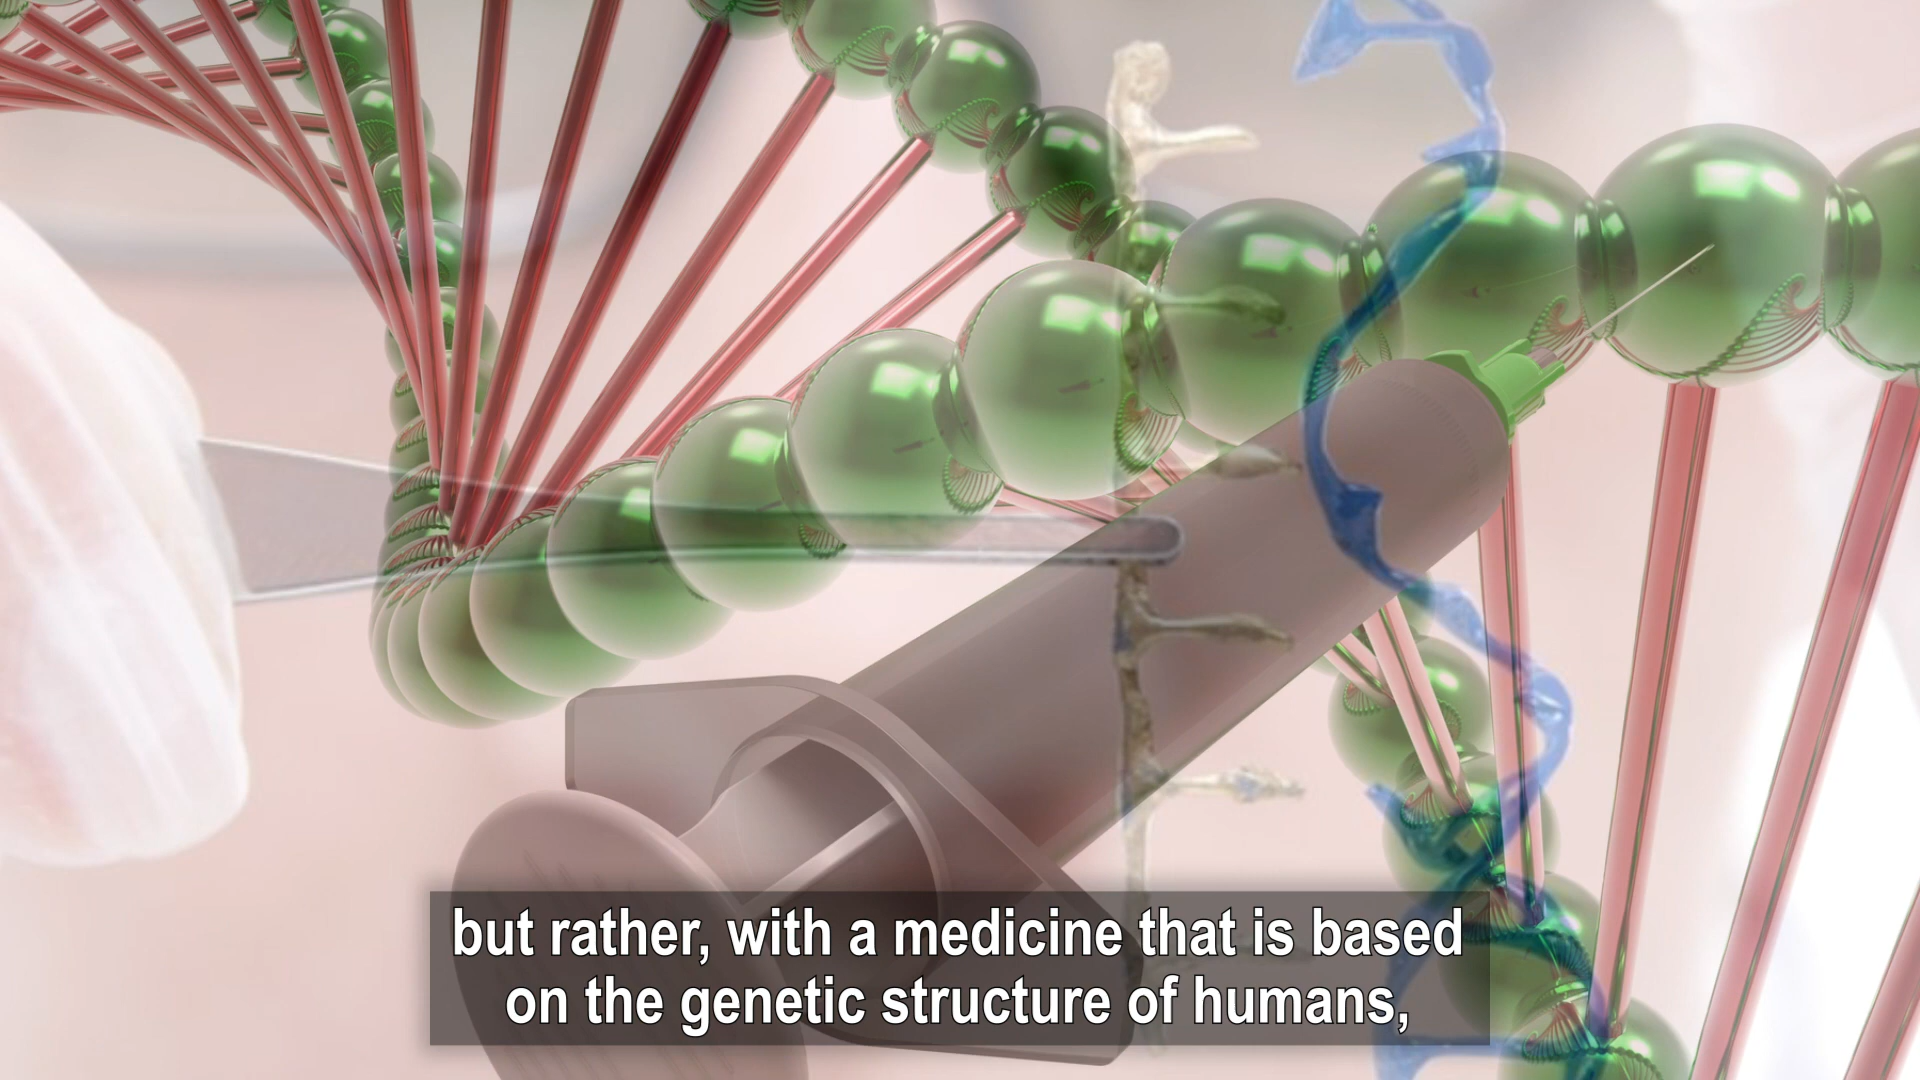 but rather, with a medicine that is based
on the genetic structure of humans,